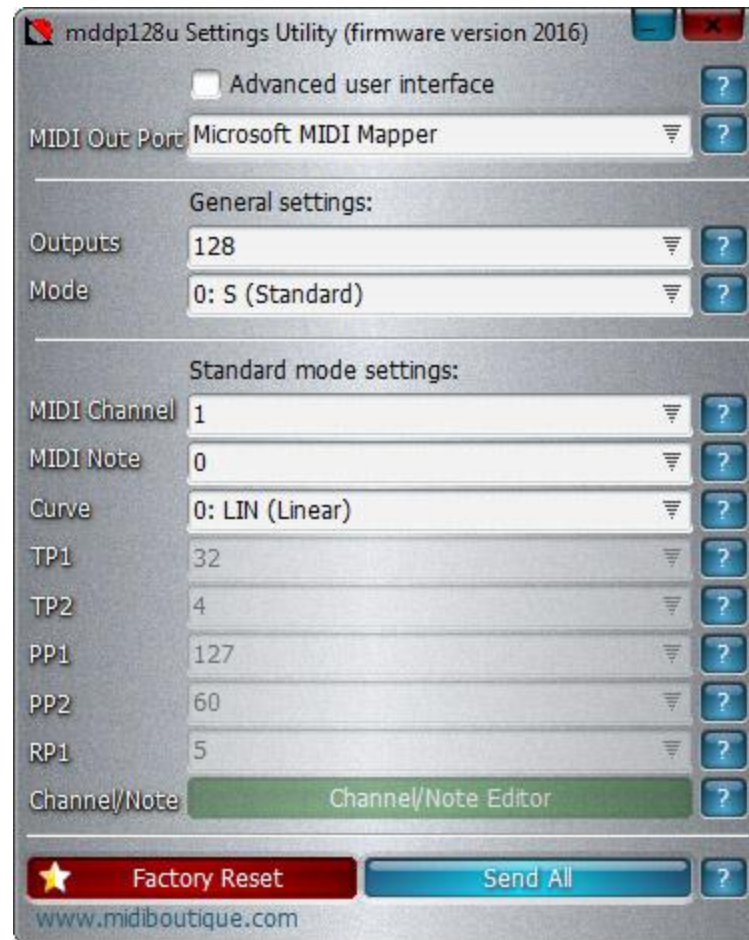 mddp128u Settings Utility (firmware version 2016)
Advanced user interface ?
MIDI Out Port Microsoft MIDI Mapper ?
General settings:
Outputs 128 ?
Mode 0: S (Standard) ?
Standard mode settings:
MIDI Channel 1 ?
MIDI Note 0 ?
Curve 0: LIN (Linear) ?
TP1 32 ?
TP2 4 ?
PP1 127 ?
PP2 60 ?
RP1 5 ?
Channel/Note Channel/Note Editor ?
Factory Reset Send All ?
www.midiboutique.com